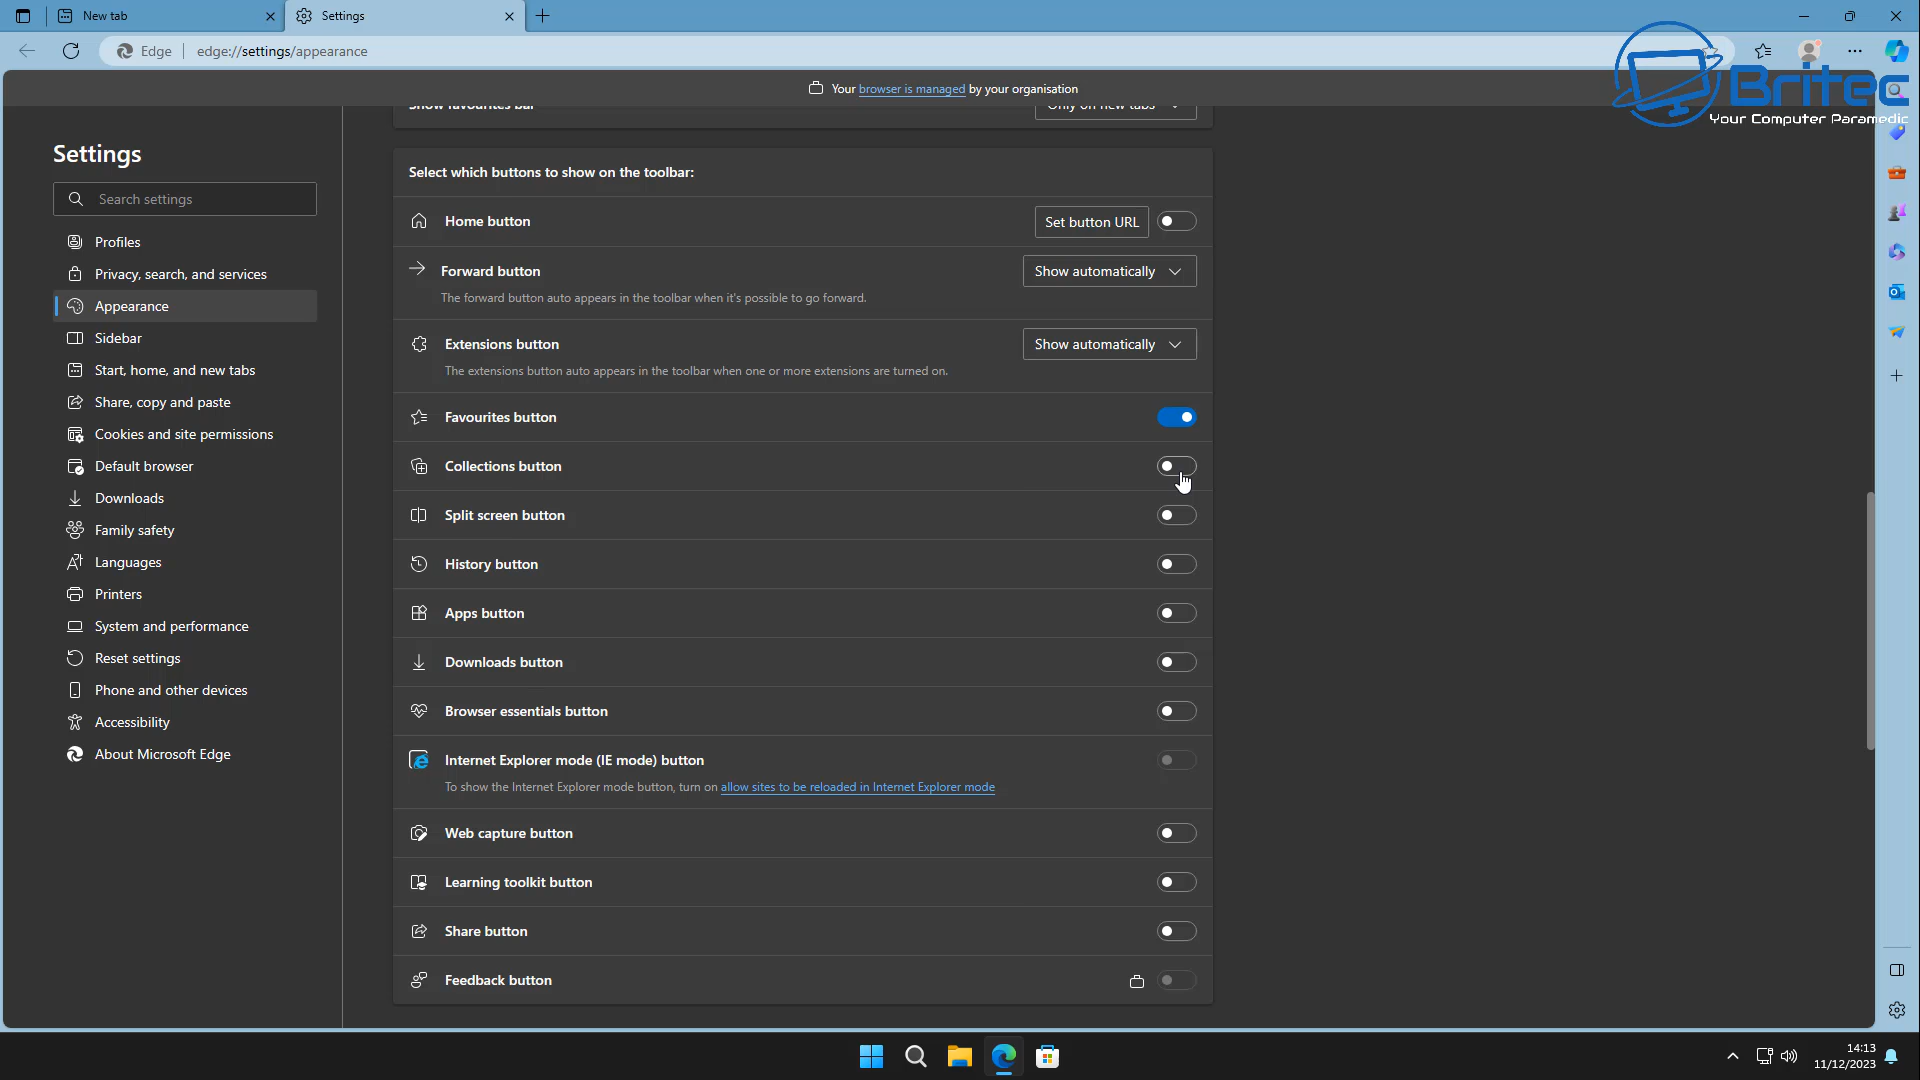 New tab
Settings
Edge
edge://settings/appearance
Britec
Your Computer Paramedic
Your browser is managed by your organisation
Show favourites bar
Only on new tabs
Settings
Search settings
Profiles
Privacy, search, and services
Appearance
Sidebar
Start, home, and new tabs
Share, copy and paste
Cookies and site permissions
Default browser
Downloads
Family safety
Languages
Printers
System and performance
Reset settings
Phone and other devices
Accessibility
About Microsoft Edge
Select which buttons to show on the toolbar:
Home button
Set button URL
Forward button
Show automatically
The forward button auto appears in the toolbar when it's possible to go forward.
Extensions button
Show automatically
The extensions button auto appears in the toolbar when one or more extensions are turned on.
Favourites button
Collections button
Split screen button
History button
Apps button
Downloads button
Browser essentials button
Internet Explorer mode (IE mode) button
To show the Internet Explorer mode button, turn on allow sites to be reloaded in Internet Explorer mode
Web capture button
Learning toolkit button
Share button
Feedback button
14:13
11/12/2023